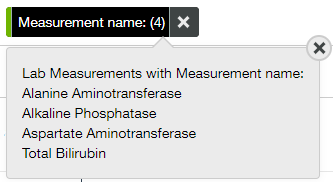 Measurement name: (4)
Lab Measurements with Measurement name:
Alanine Aminotransferase
Alkaline Phosphatase
Aspartate Aminotransferase
Total Bilirubin